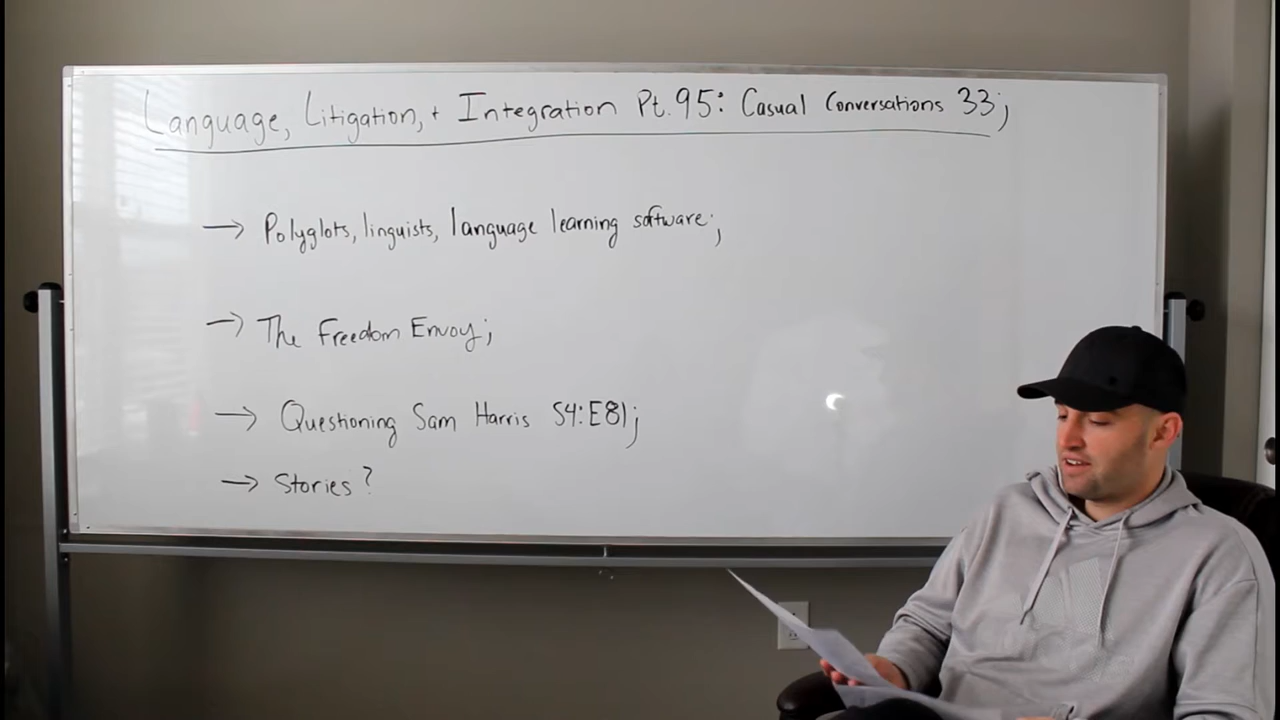 Language, Litigation, + Integration Pt. 95: Casual Conversations 33;
→ Polyglots, linguists, language learning software;
→ The Freedom Envoy;
→ Questioning Sam Harris S4:E81;
→ Stories?